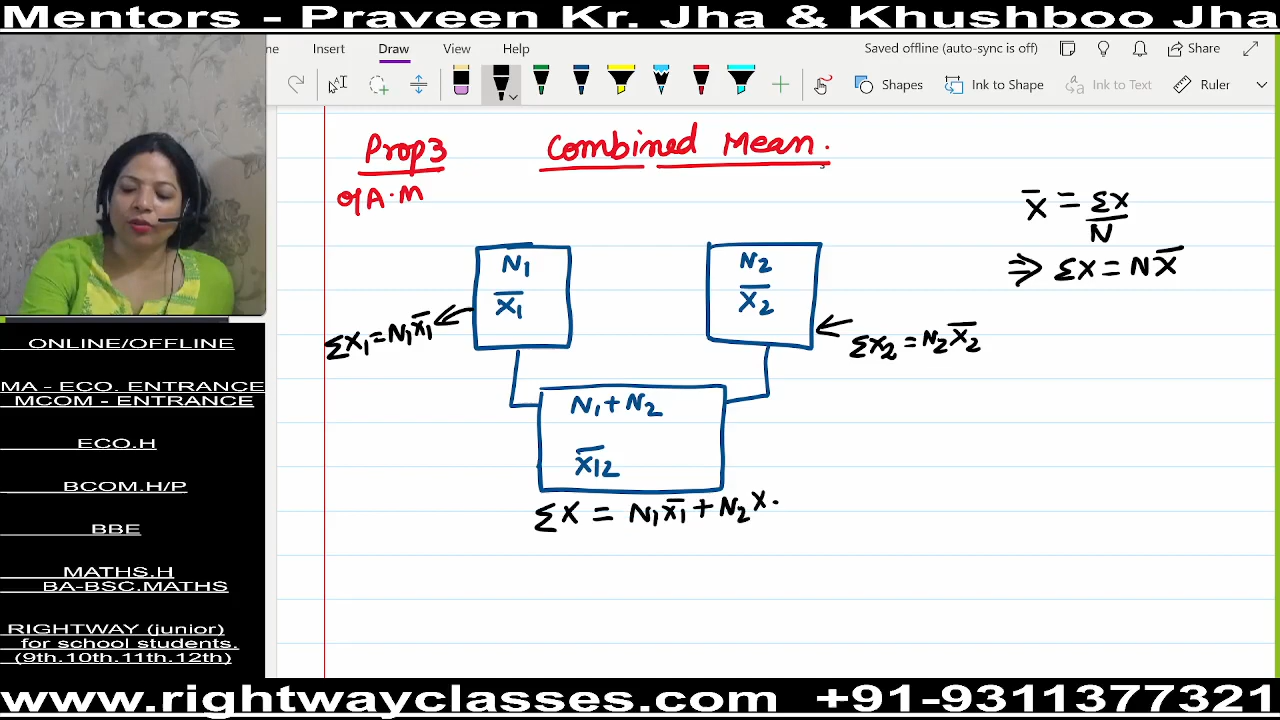 Mentors - Praveen Kr. Jha & Khushboo Jha
Insert Draw View Help
Saved offline (auto-sync is off)
Share
Shapes
Ink to Shape
Ink to Text
Ruler
Prop3
of A.M
Combined Mean.
X̄ = ΣX/N
⇒ ΣX = NX̄
N₁
X̄₁
N₂
X̄₂
ΣX₁ = N₁X̄₁
ΣX₂ = N₂X̄₂
N₁ + N₂
X̄₁₂
ΣX = N₁X̄₁ + N₂X
ONLINE/OFFLINE
MA - ECO. ENTRANCE
MCOM - ENTRANCE
ECO.H
BCOM.H/P
BBE
MATHS.H
BA-BSC.MATHS
RIGHTWAY (junior)
for school students.
(9th.10th.11th.12th)
www.rightwayclasses.com +91-9311377321